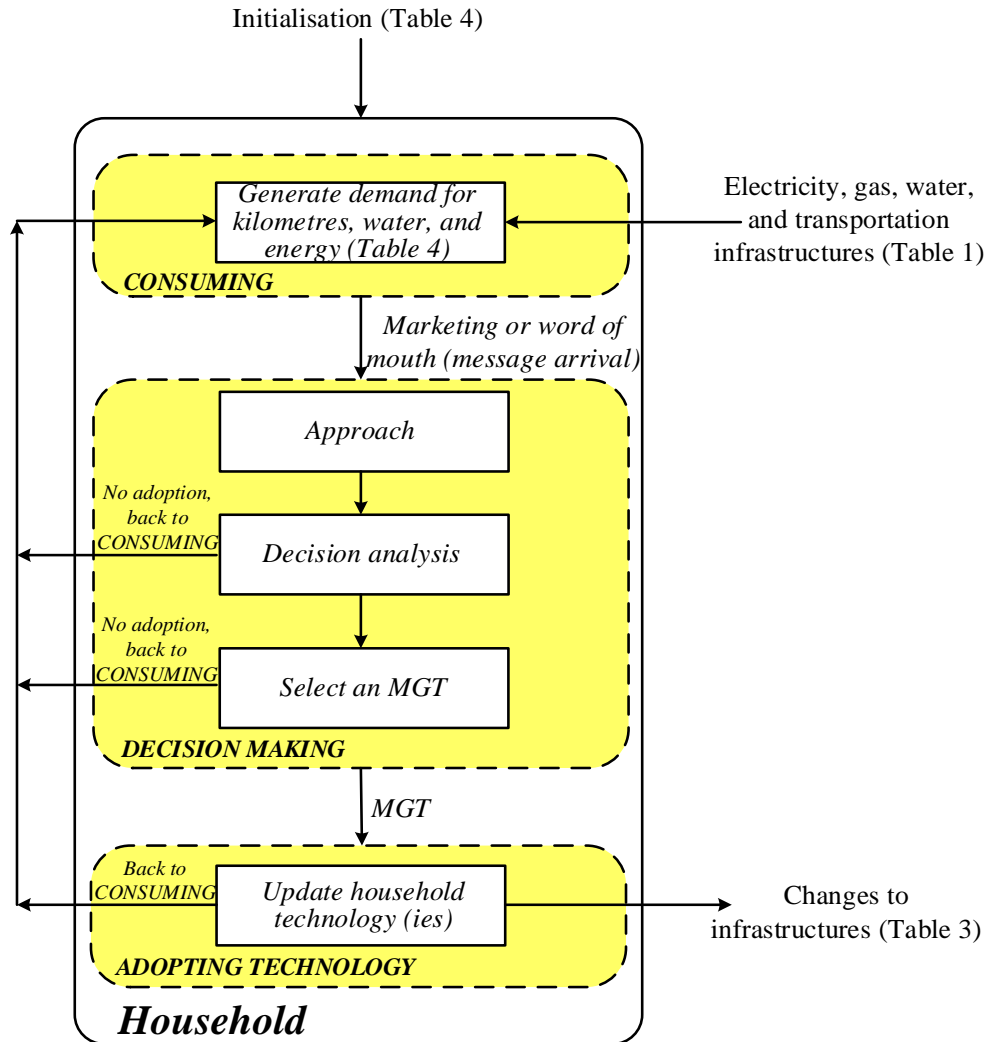 Initialisation (Table 4)
Generate demand for
kilometres, water, and
energy (Table 4)
CONSUMING
Electricity, gas, water,
and transportation
infrastructures (Table 1)
Marketing or word of
mouth (message arrival)
Approach
No adoption,
back to
CONSUMING
Decision analysis
No adoption,
back to
CONSUMING
Select an MGT
DECISION MAKING
MGT
Back to
CONSUMING
Update household
technology (ies)
ADOPTING TECHNOLOGY
Changes to
infrastructures (Table 3)
Household